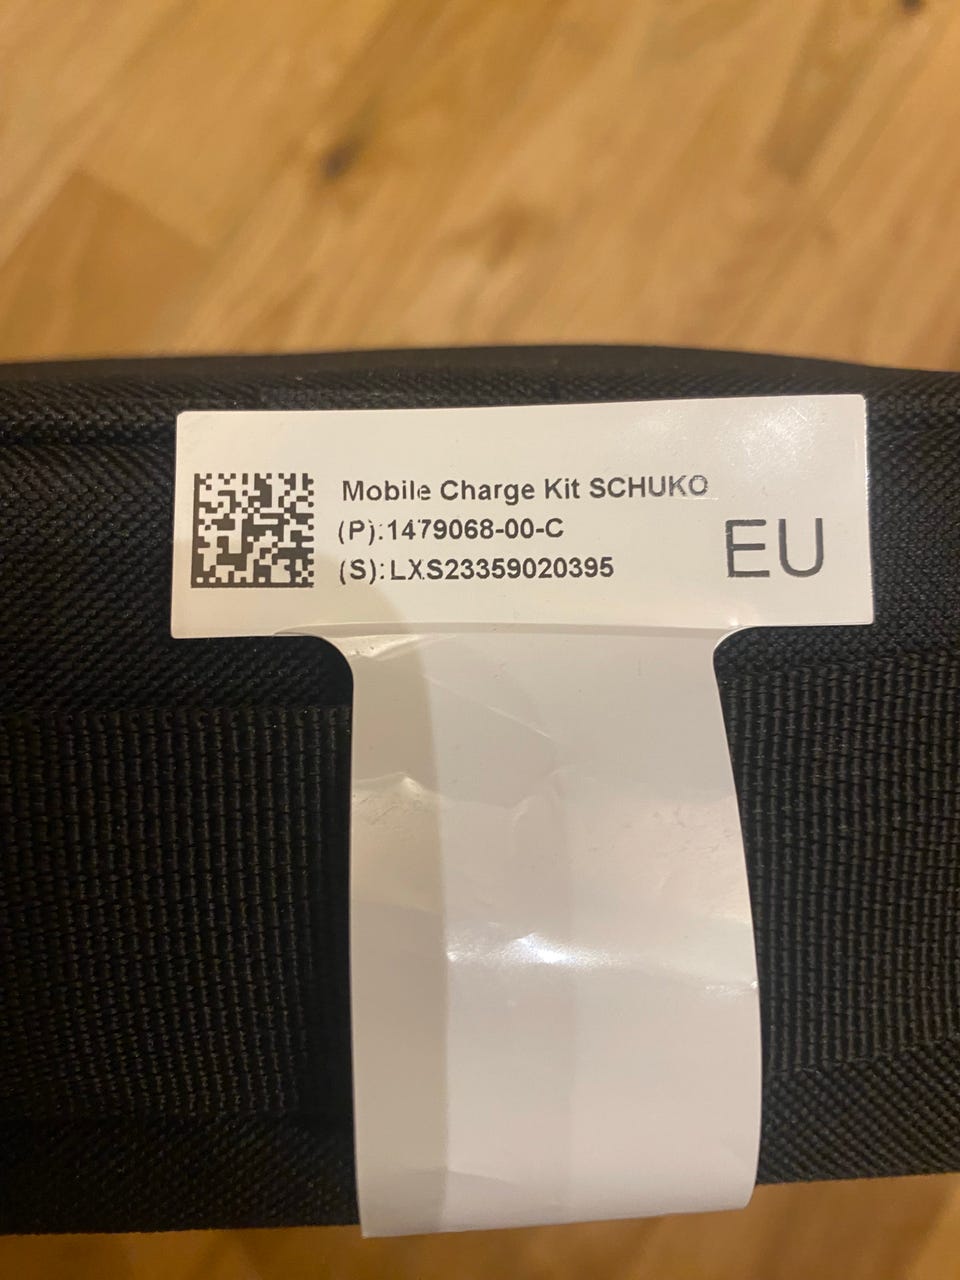 Mobile Charge Kit SCHUKO
(P):1479068-00-C
(S):LXS23359020395
EU